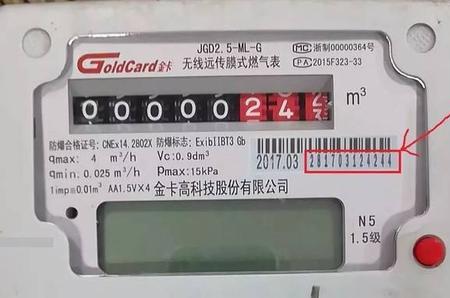 JGD2.5-ML-G
GoldCard金卡 无线远传膜式燃气表
MC 浙制00000364号
PA 2015F323-33
0 0 0 0 0 2 4
m³
防爆合格证号: CNEx14.2802X 防爆标志: ExibIIBT3 Gb
qmax: 4 m³/h Vc: 0.9dm³
qmin: 0.025 m³/h Pmax: 15kPa
2017.03 281703124244
1imp≙0.01m³ AA1.5V×4 金卡高科技股份有限公司
N5
1.5级